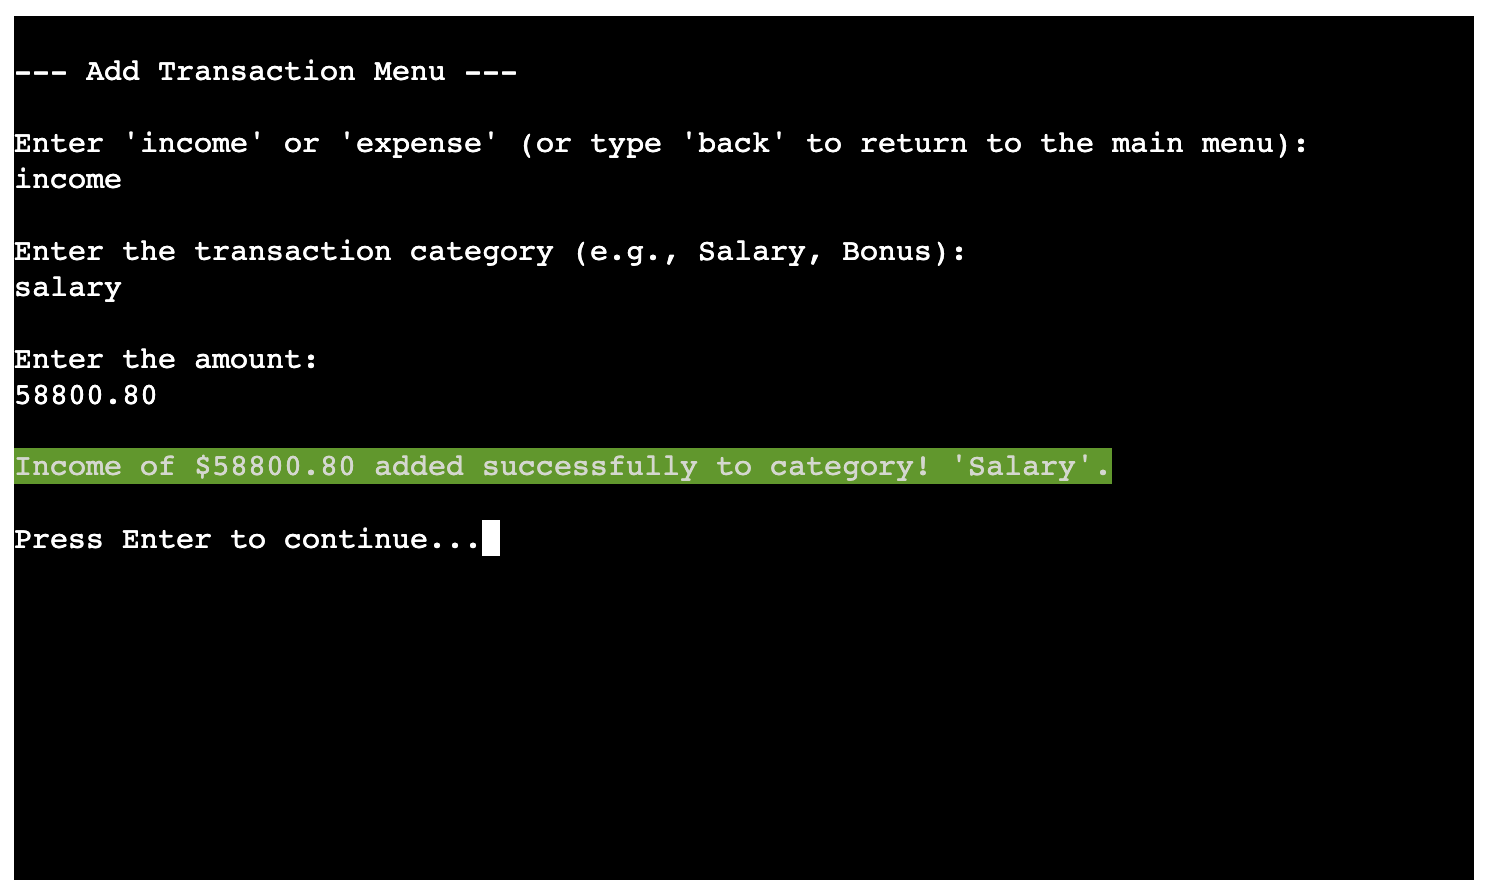 --- Add Transaction Menu ---
Enter 'income' or 'expense' (or type 'back' to return to the main menu):
income
Enter the transaction category (e.g., Salary, Bonus):
salary
Enter the amount:
58800.80
Income of $58800.80 added successfully to category! 'Salary'.
Press Enter to continue...